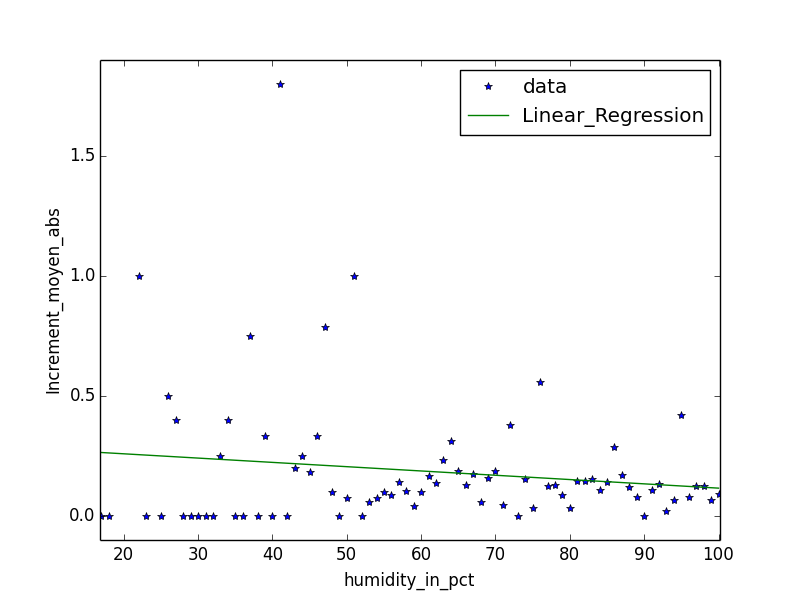 data
Linear_Regression
1.5
1.0
0.5
0.0
Increment_moyen_abs
20 30 40 50 60 70 80 90 100
humidity_in_pct